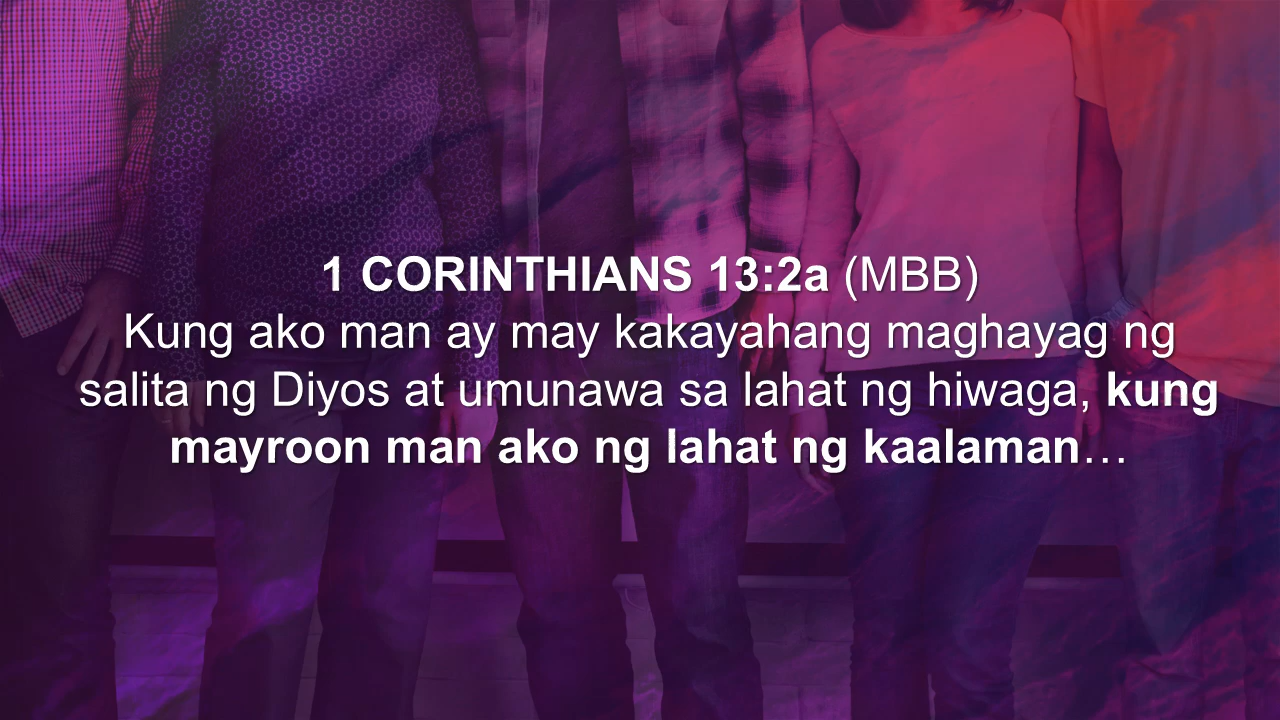 1 CORINTHIANS 13:2a (MBB)
Kung ako man ay may kakayahang maghayag ng
salita ng Diyos at umunawa sa lahat ng hiwaga, kung
mayroon man ako ng lahat ng kaalaman…